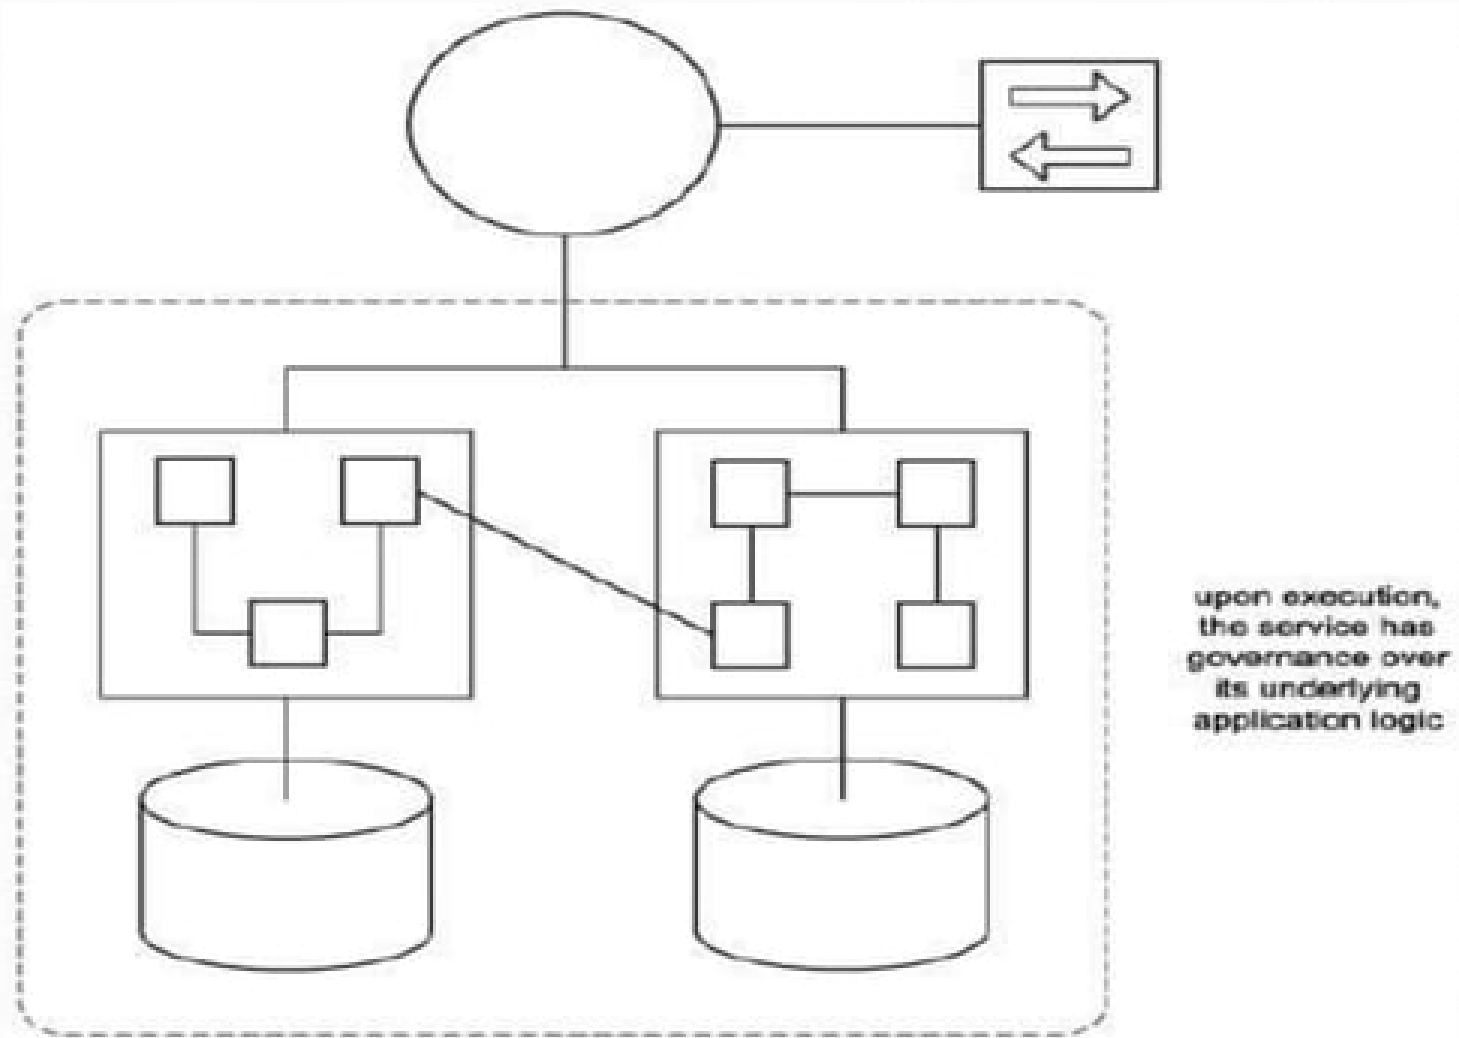 upon execution,
the service has
governance over
its underlying
application logic